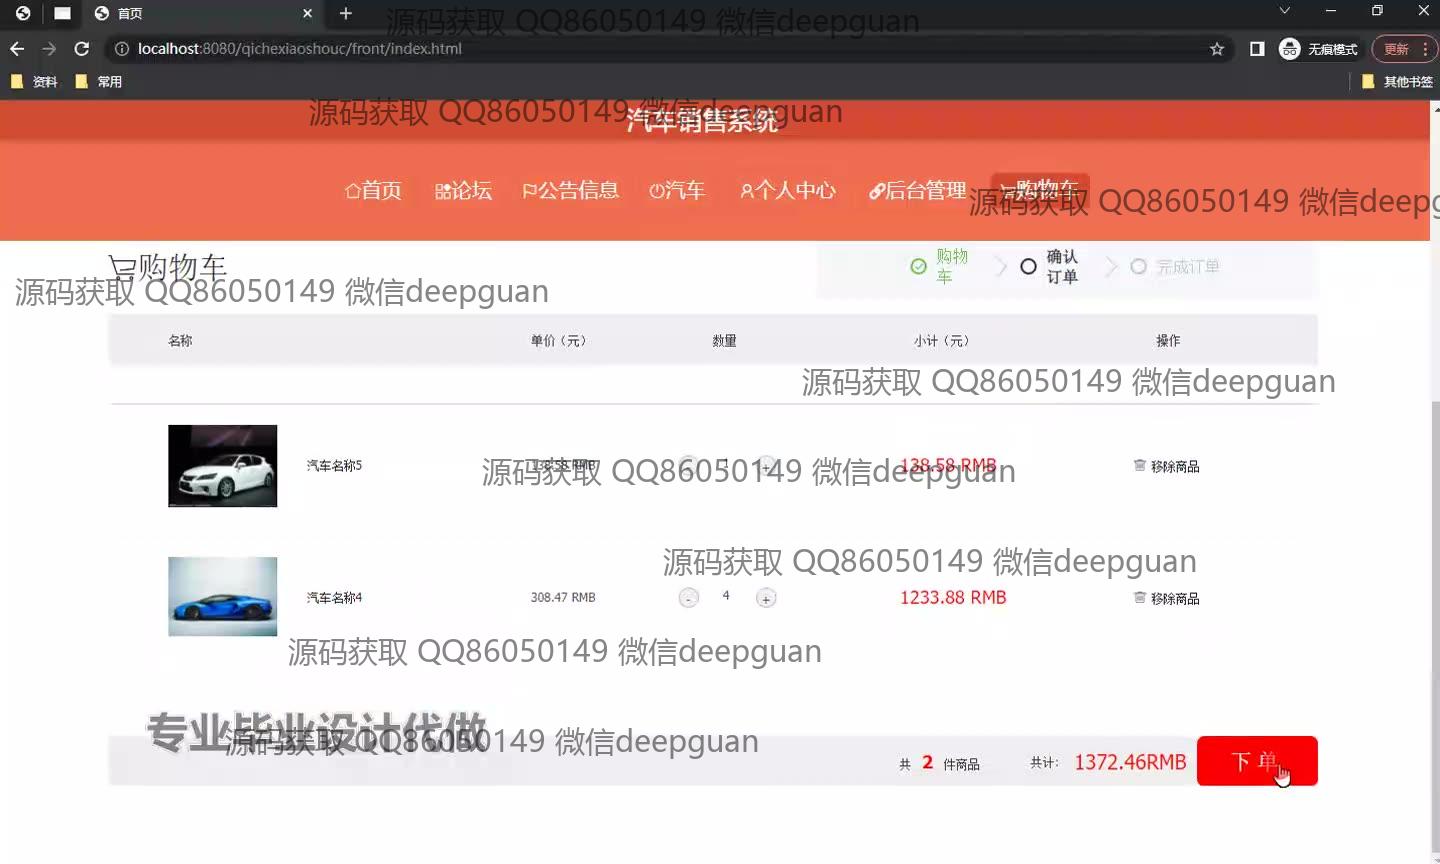 首页
源码获取 QQ86050149 微信deepguan
localhost:8080/qichexiaoshouc/front/index.html
无痕模式
更新
资料
常用
其他书签
源码获取 QQ86050149 微信deepguan
汽车销售系统
首页
论坛
公告信息
汽车
个人中心
后台管理
购物车
源码获取 QQ86050149 微信deepg
购物车
购物
车
确认
订单
完成订单
源码获取 QQ86050149 微信deepguan
名称
单价（元）
数量
小计（元）
操作
源码获取 QQ86050149 微信deepguan
汽车名称5
138.58 RMB
1
138.58 RMB
移除商品
源码获取 QQ86050149 微信deepguan
源码获取 QQ86050149 微信deepguan
汽车名称4
308.47 RMB
-
4
+
1233.88 RMB
移除商品
源码获取 QQ86050149 微信deepguan
专业毕业设计代做
源码获取 QQ86050149 微信deepguan
共 2 件商品
共计：
1372.46RMB
下单